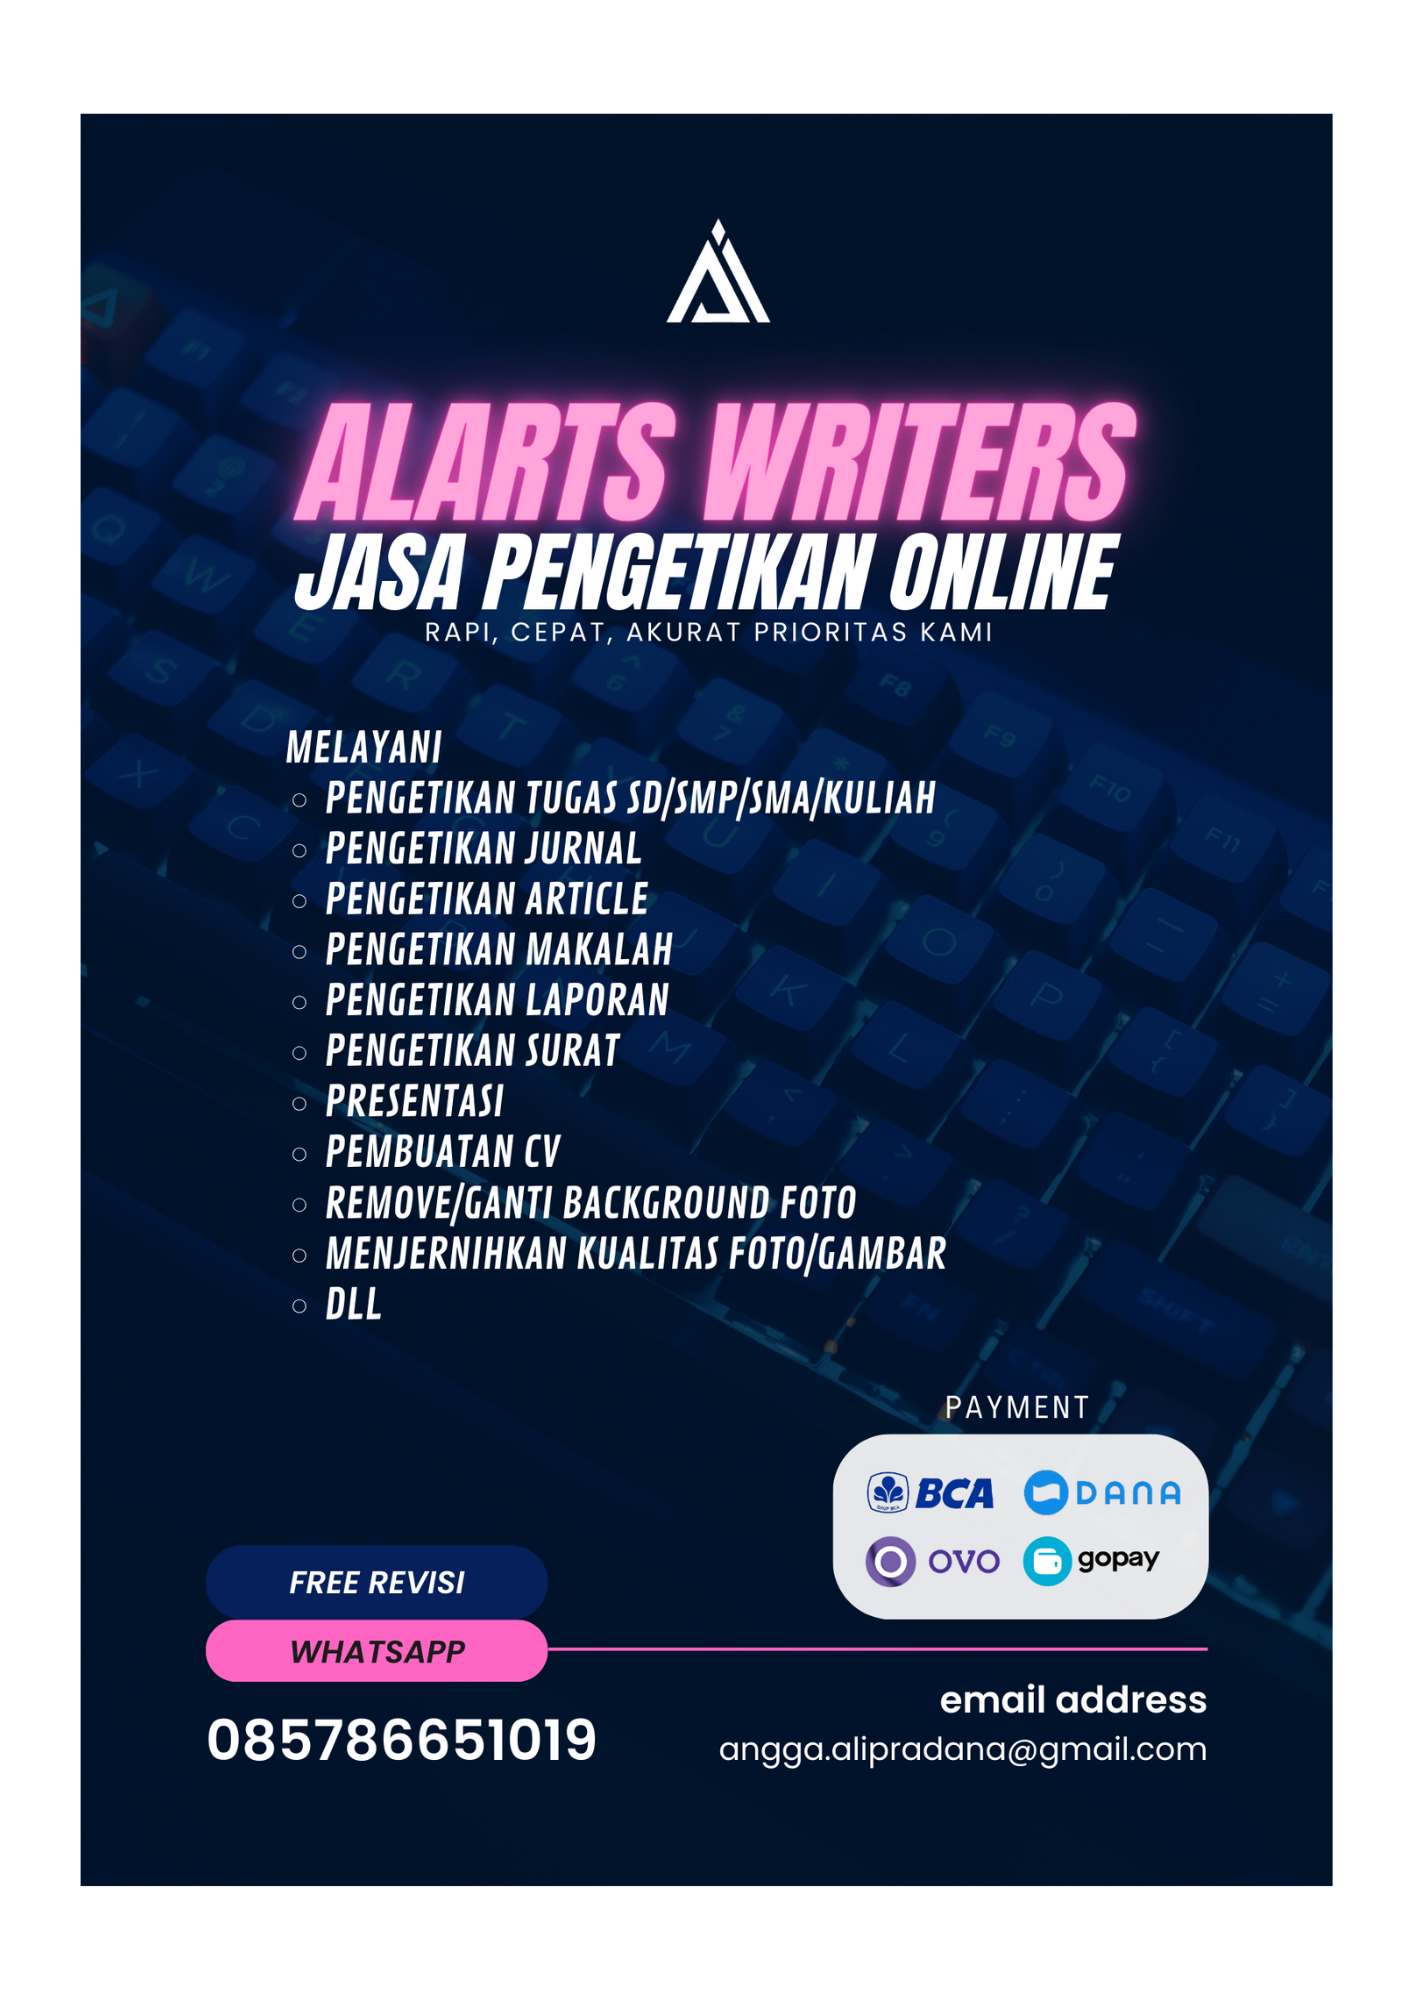 ALARTS WRITERS
JASA PENGETIKAN ONLINE
RAPI, CEPAT, AKURAT PRIORITAS KAMI
MELAYANI
PENGETIKAN TUGAS SD/SMP/SMA/KULIAH
PENGETIKAN JURNAL
PENGETIKAN ARTICLE
PENGETIKAN MAKALAH
PENGETIKAN LAPORAN
PENGETIKAN SURAT
PRESENTASI
PEMBUATAN CV
REMOVE/GANTI BACKGROUND FOTO
MENJERNIHKAN KUALITAS FOTO/GAMBAR
DLL
PAYMENT
BCA DANA
OVO gopay
FREE REVISI
WHATSAPP
085786651019
email address
angga.alipradana@gmail.com